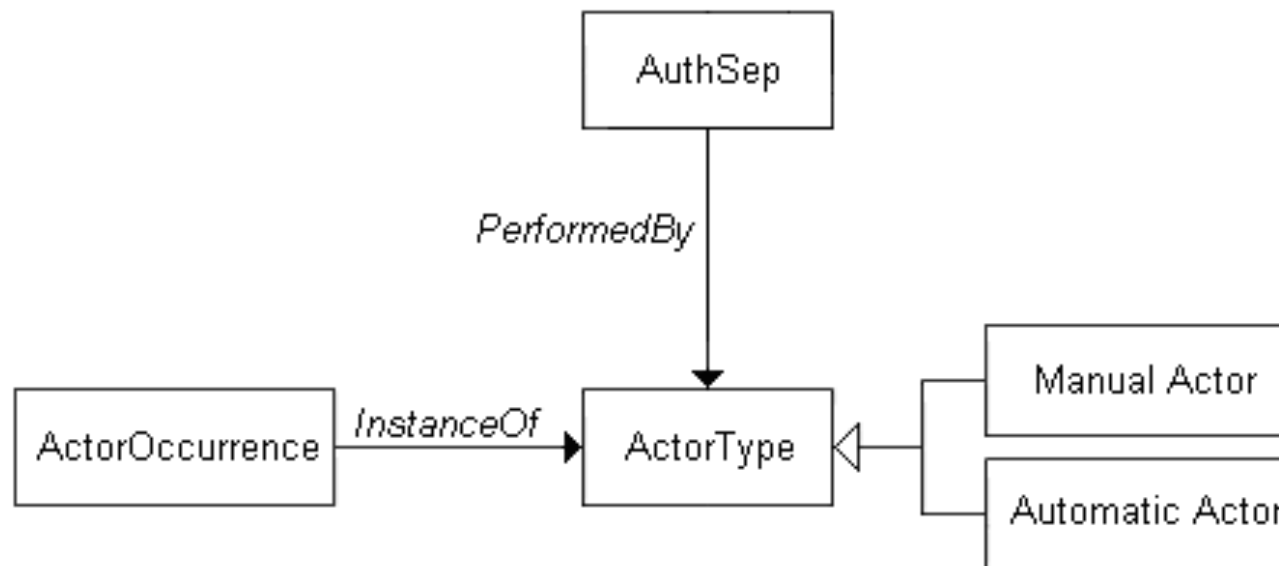 AuthSep
PerformedBy
Manual Actor
InstanceOf
ActorOccurrence
ActorType
Automatic Actor